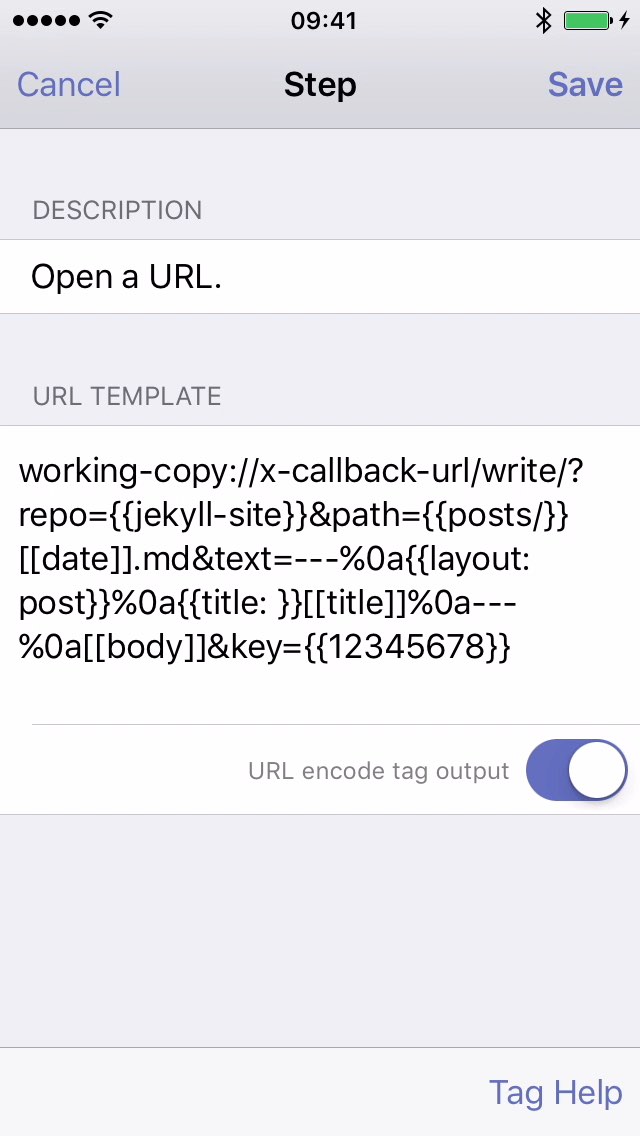 09:41
Cancel Step Save
DESCRIPTION
Open a URL.
URL TEMPLATE
working-copy://x-callback-url/write/?
repo={{jekyll-site}}&path={{posts/}}
[[date]].md&text=---%0a{{layout:
post}}%0a{{title: }}[[title]]%0a---
%0a[[body]]&key={{12345678}}
URL encode tag output
Tag Help